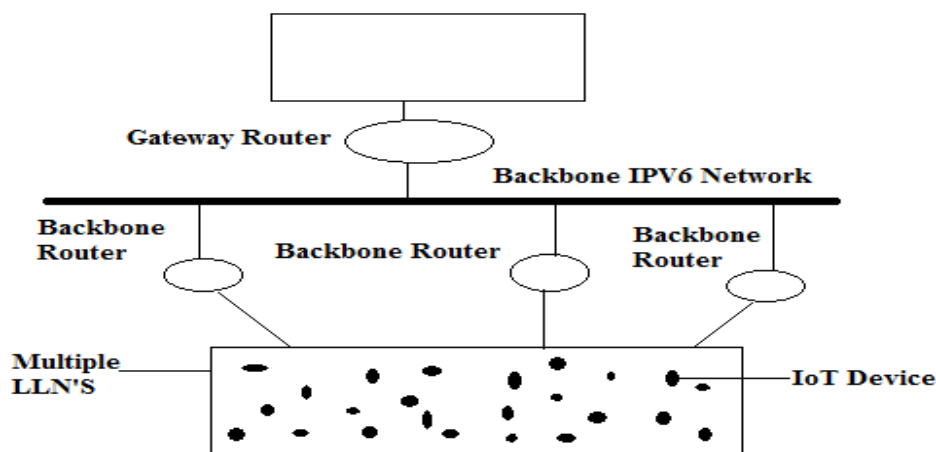 Gateway Router
Backbone IPV6 Network
Backbone
Router
Backbone Router
Backbone
Router
Multiple
LLN'S
IoT Device